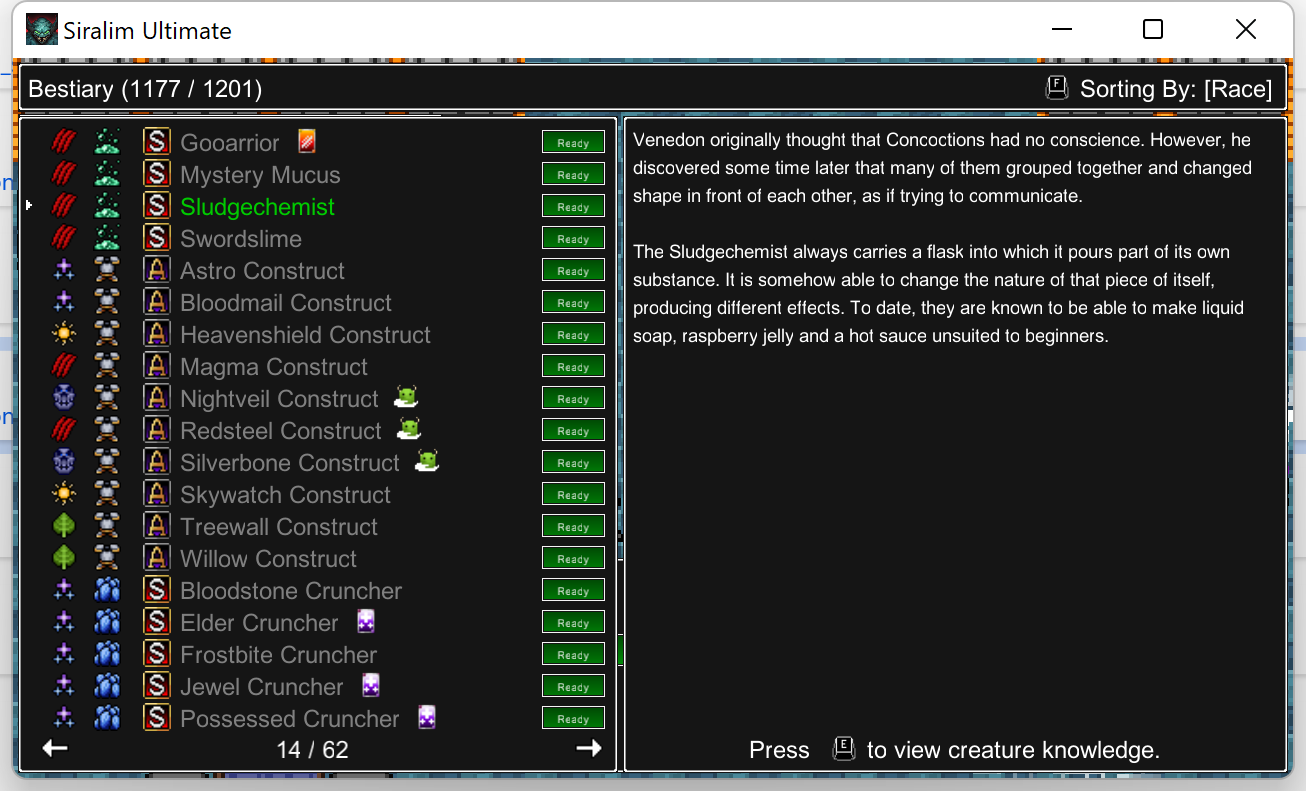 Siralim Ultimate
Bestiary (1177 / 1201)
F Sorting By: [Race]
S Gooarrior Ready
S Mystery Mucus Ready
S Sludgechemist Ready
S Swordslime Ready
A Astro Construct Ready
A Bloodmail Construct Ready
A Heavenshield Construct Ready
A Magma Construct Ready
A Nightveil Construct Ready
A Redsteel Construct Ready
A Silverbone Construct Ready
A Skywatch Construct Ready
A Treewall Construct Ready
A Willow Construct Ready
S Bloodstone Cruncher Ready
S Elder Cruncher Ready
S Frostbite Cruncher Ready
S Jewel Cruncher Ready
S Possessed Cruncher Ready
14 / 62
Venedon originally thought that Concoctions had no conscience. However, he
discovered some time later that many of them grouped together and changed
shape in front of each other, as if trying to communicate.
The Sludgechemist always carries a flask into which it pours part of its own
substance. It is somehow able to change the nature of that piece of itself,
producing different effects. To date, they are known to be able to make liquid
soap, raspberry jelly and a hot sauce unsuited to beginners.
Press E to view creature knowledge.